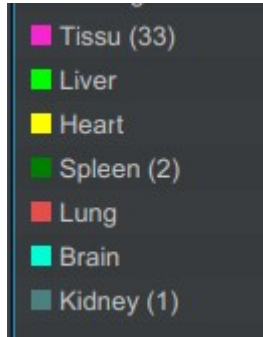 Tissu (33)
Liver
Heart
Spleen (2)
Lung
Brain
Kidney (1)